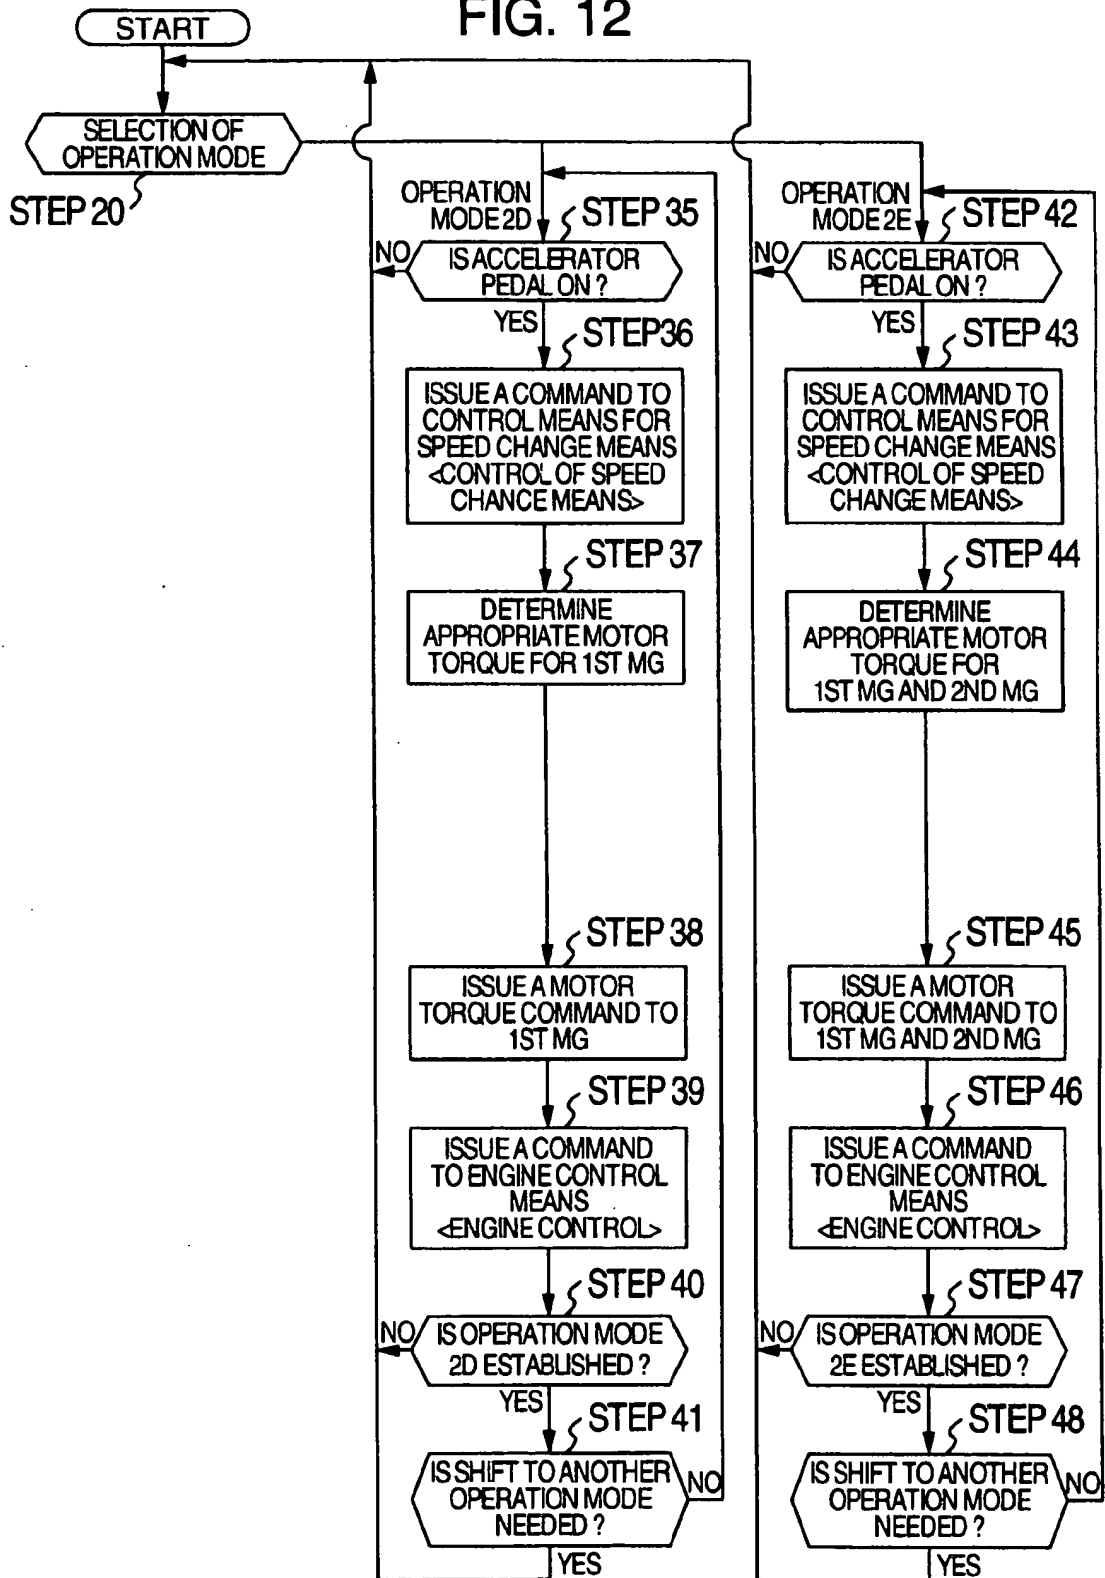 FIG. 12
START
SELECTION OF
OPERATION MODE
STEP 20
OPERATION
MODE 2D
STEP 35
NO
IS ACCELERATOR
PEDAL ON ?
YES
STEP36
ISSUE A COMMAND TO
CONTROL MEANS FOR
SPEED CHANGE MEANS
<CONTROL OF SPEED
CHANCE MEANS>
STEP 37
DETERMINE
APPROPRIATE MOTOR
TORQUE FOR 1ST MG
STEP 38
ISSUE A MOTOR
TORQUE COMMAND TO
1ST MG
STEP 39
ISSUE A COMMAND
TO ENGINE CONTROL
MEANS
<ENGINE CONTROL>
STEP 40
NO
IS OPERATION MODE
2D ESTABLISHED ?
YES
STEP 41
IS SHIFT TO ANOTHER
OPERATION MODE
NEEDED ?
NO
YES
OPERATION
MODE 2E
STEP 42
NO
IS ACCELERATOR
PEDAL ON ?
YES
STEP 43
ISSUE A COMMAND TO
CONTROL MEANS FOR
SPEED CHANGE MEANS
<CONTROL OF SPEED
CHANGE MEANS>
STEP 44
DETERMINE
APPROPRIATE MOTOR
TORQUE FOR
1ST MG AND 2ND MG
STEP 45
ISSUE A MOTOR
TORQUE COMMAND TO
1ST MG AND 2ND MG
STEP 46
ISSUE A COMMAND
TO ENGINE CONTROL
MEANS
<ENGINE CONTROL>
STEP 47
NO
IS OPERATION MODE
2E ESTABLISHED ?
YES
STEP 48
IS SHIFT TO ANOTHER
OPERATION MODE
NEEDED ?
NO
YES